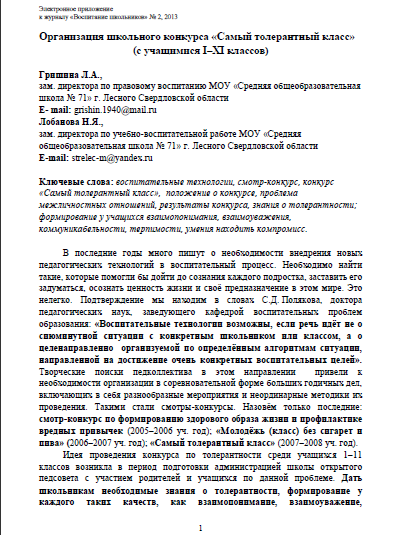 Электронное приложение
к журналу «Воспитание школьников» № 2, 2013
Организация школьного конкурса «Самый толерантный класс»
(с учащимися I–XI классов)
Гришина Л.А.,
зам. директора по правовому воспитанию МОУ «Средняя общеобразовательная
школа № 71» г. Лесного Свердловской области
E- mail: grishin.1940@mail.ru
Лобанова Н.Я.,
зам. директора по учебно-воспитательной работе МОУ «Средняя
общеобразовательная школа № 71» г. Лесного Свердловской области
E-mail: strelec-m@yandex.ru
Ключевые слова: воспитательные технологии, смотр-конкурс, конкурс
«Самый толерантный класс», положение о конкурсе, проблема
межличностных отношений, результаты конкурса, знания о толерантности;
формирование у учащихся взаимопонимания, взаимоуважения,
коммуникабельности, терпимости, умения находить компромисс.
В последние годы много пишут о необходимости внедрения новых
педагогических технологий в воспитательный процесс. Необходимо найти
такие, которые помогли бы дойти до сознания каждого подростка, заставить его
задуматься, осознать ценность жизни и своё предназначение в этом мире. Это
нелегко. Подтверждение мы находим в словах С.Д.Полякова, доктора
педагогических наук, заведующего кафедрой воспитательных проблем
образования: «Воспитательные технологии возможны, если речь идёт не о
сиюминутной ситуации с конкретным школьником или классом, а о
целенаправленно организуемой по определённым алгоритмам ситуации,
направленной на достижение очень конкретных воспитательных целей».
Творческие поиски педколлектива в этом направлении привели к
необходимости организации в соревновательной форме больших годичных дел,
включающих в себя разнообразные мероприятия и неординарные методики их
проведения. Такими стали смотры-конкурсы. Назовём только последние:
смотр-конкурс по формированию здорового образа жизни и профилактике
вредных привычек (2005–2006 уч. год); «Молодёжь (класс) без сигарет и
пива» (2006–2007 уч. год); «Самый толерантный класс» (2007–2008 уч. год).
Идея проведения конкурса по толерантности среди учащихся 1–11
классов возникла в период подготовки администрацией школы открытого
педсовета с участием родителей и учащихся по данной проблеме. Дать
школьникам необходимые знания о толерантности, формирование у
каждого таких качеств, как взаимопонимание, взаимоуважение,
1